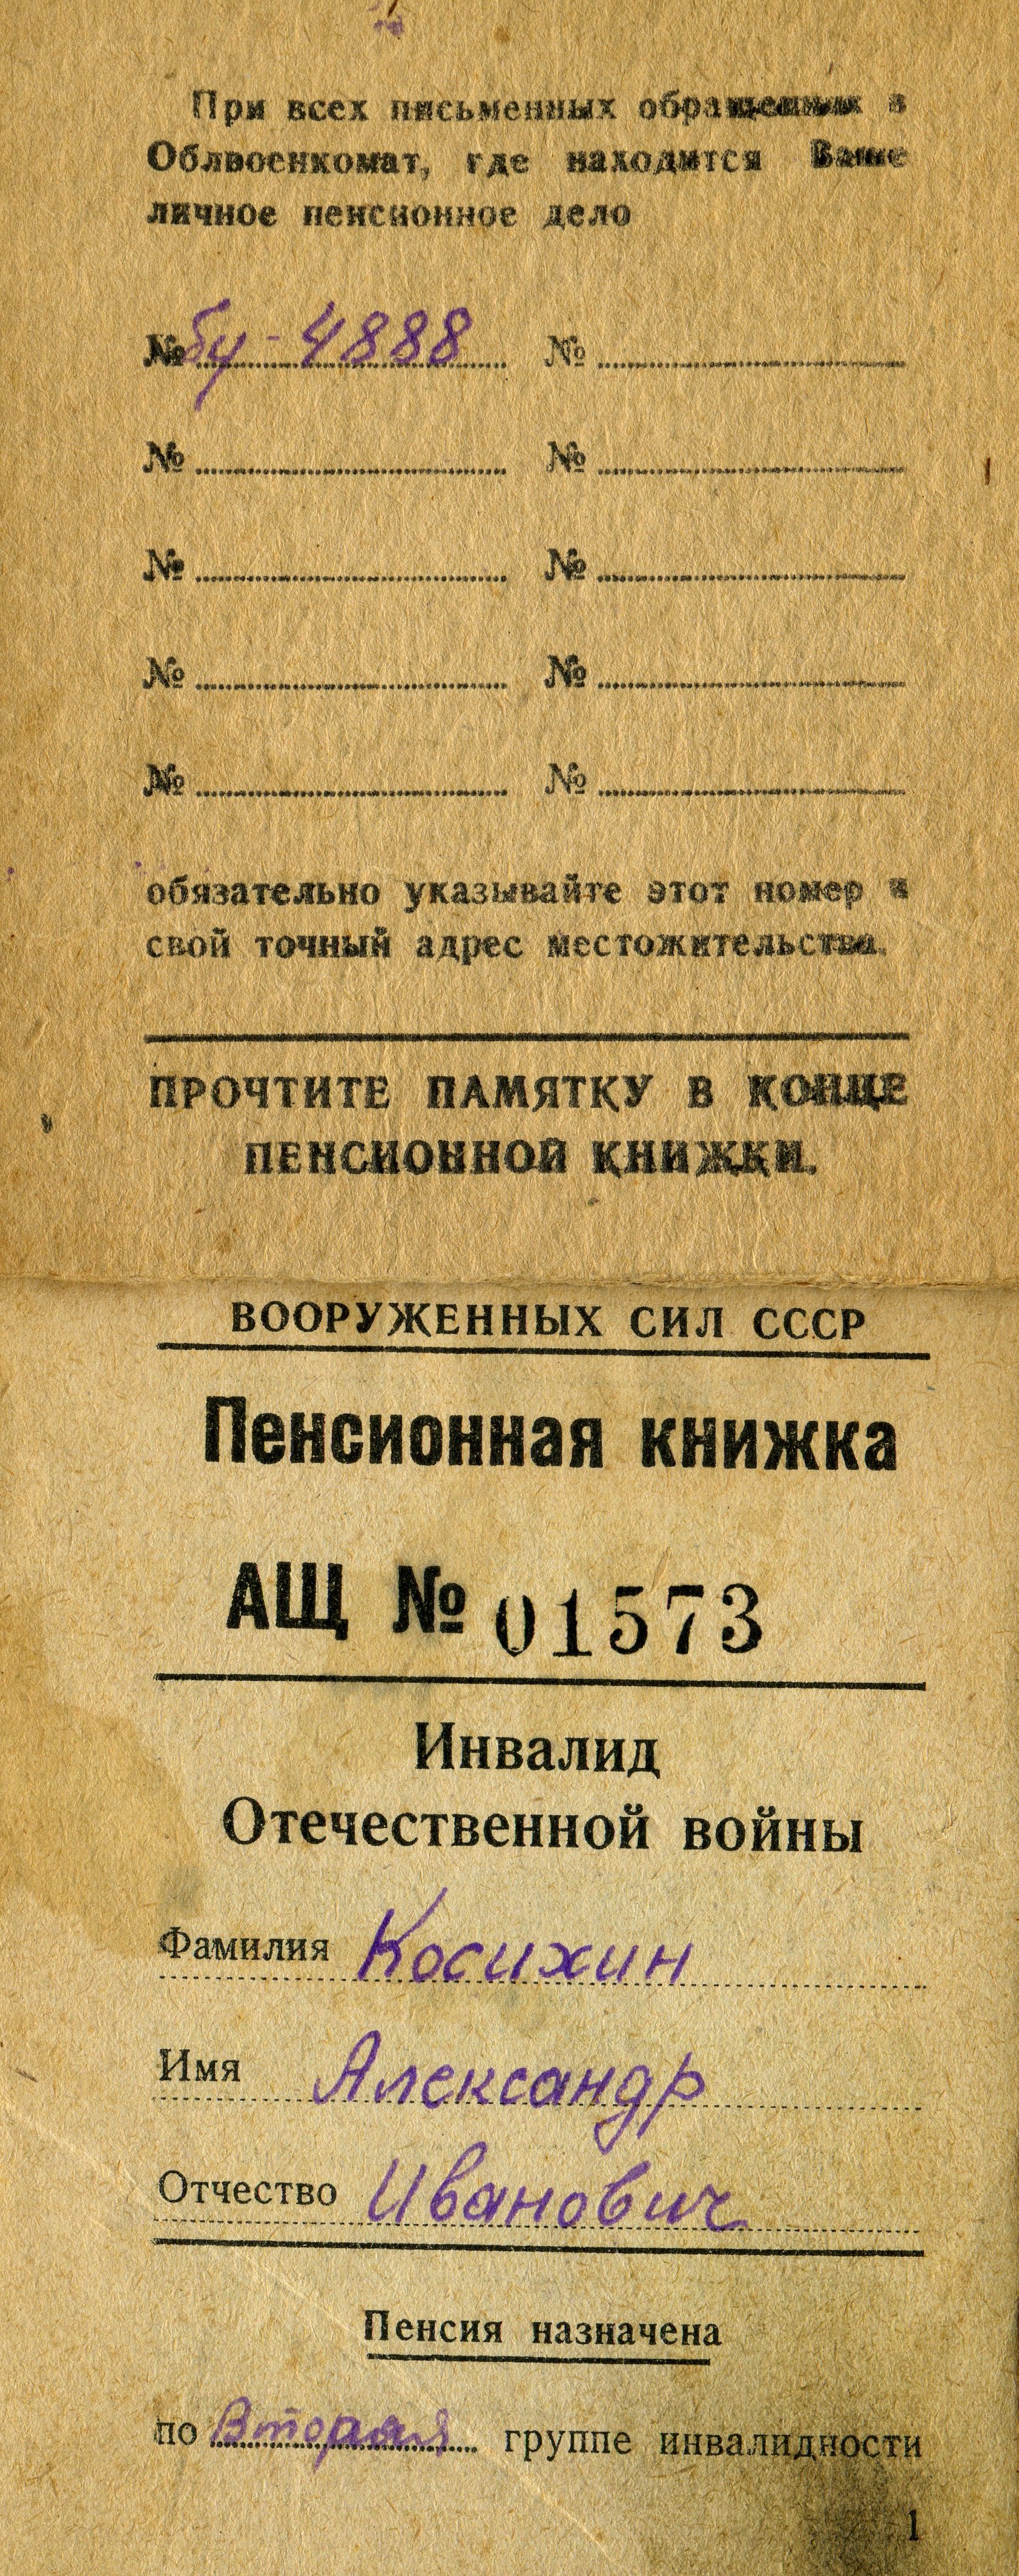 При всех письменных обращениях в
Облвоенкомат, где находится Ваше
личное пенсионное дело
№ бу-4888 №
№ №
№ №
№ №
№ №
обязательно указывайте этот номер и
свой точный адрес местожительства.
ПРОЧТИТЕ ПАМЯТКУ В КОНЦЕ
ПЕНСИОННОЙ КНИЖКИ.
ВООРУЖЕННЫХ СИЛ СССР
Пенсионная книжка
АЩ № 01573
Инвалид
Отечественной войны
Фамилия Косихин
Имя Александр
Отчество Иванович
Пенсия назначена
по Вторая группе инвалидности
1